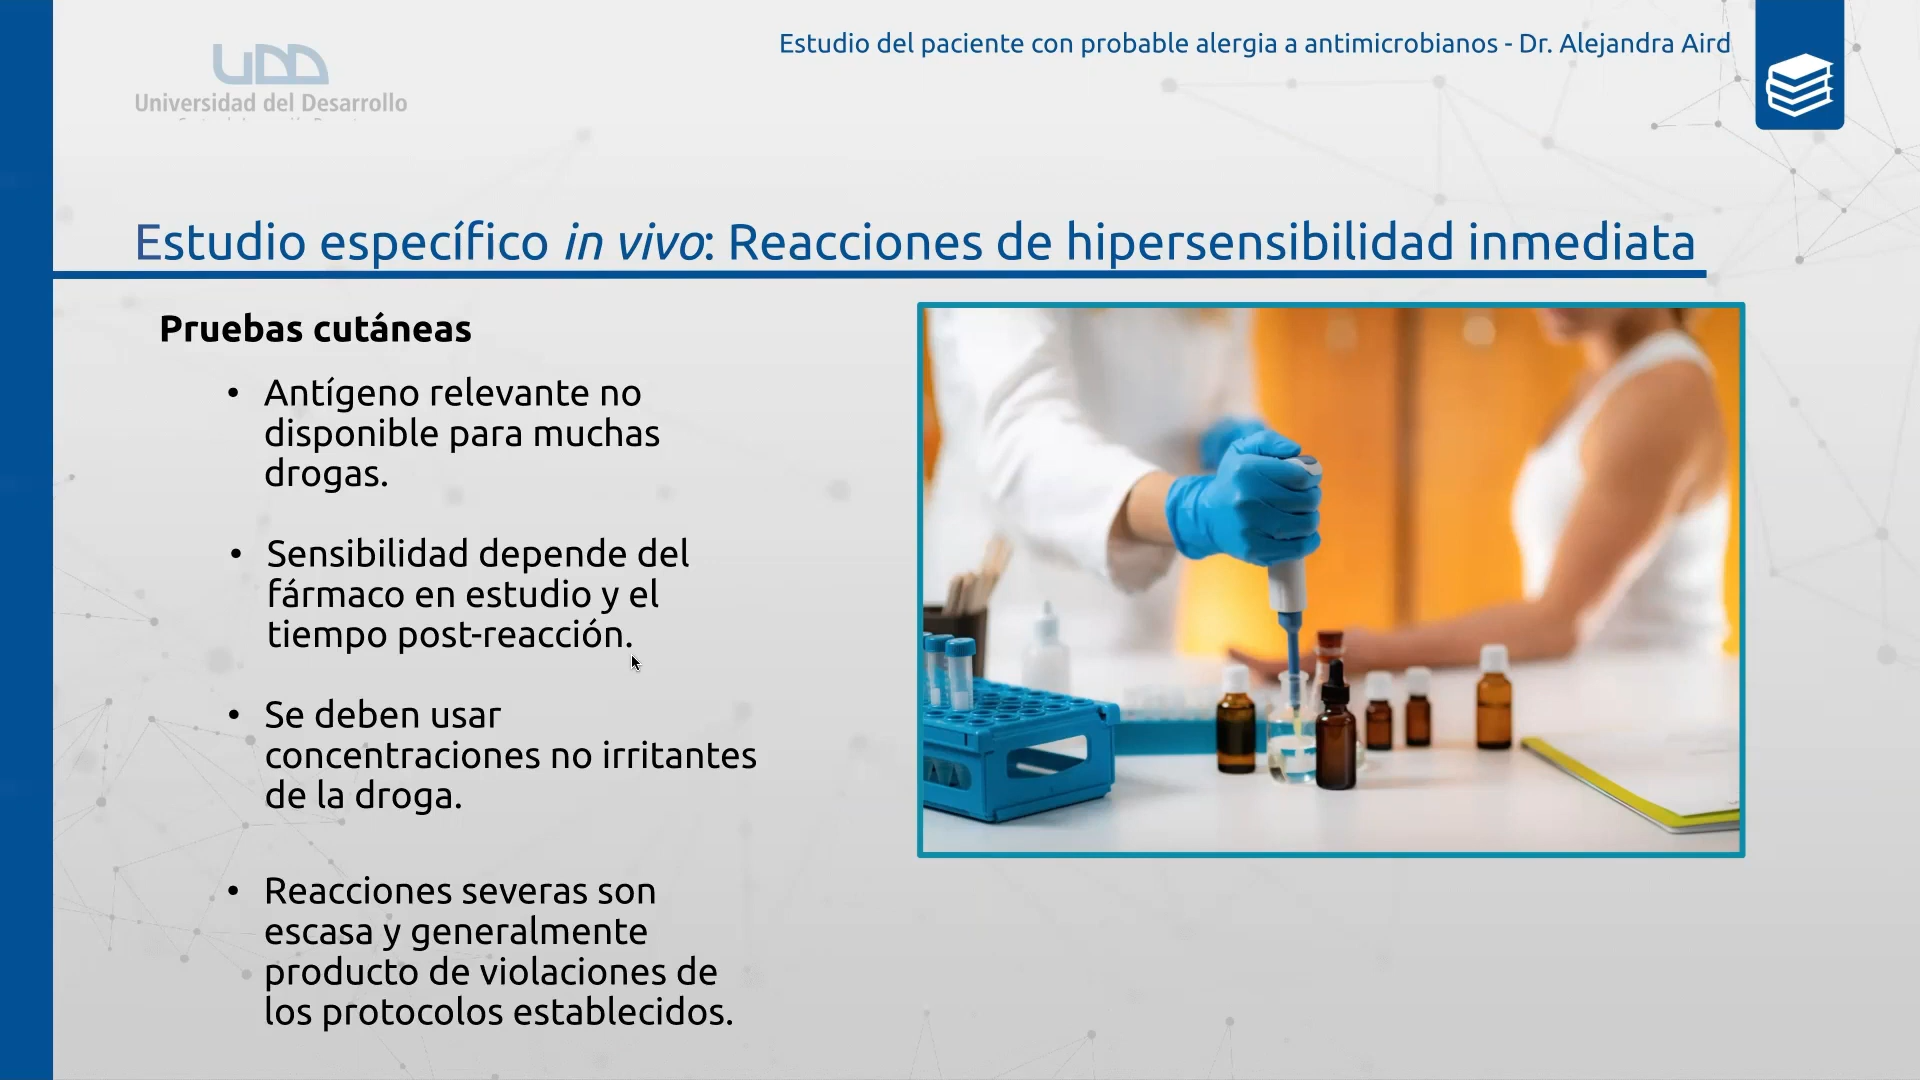 Estudio del paciente con probable alergia a antimicrobianos - Dr. Alejandra Aird
UDD
Universidad del Desarrollo
Estudio específico in vivo: Reacciones de hipersensibilidad inmediata
Pruebas cutáneas
• Antígeno relevante no
disponible para muchas
drogas.
• Sensibilidad depende del
fármaco en estudio y el
tiempo post-reacción.
• Se deben usar
concentraciones no irritantes
de la droga.
• Reacciones severas son
escasa y generalmente
producto de violaciones de
los protocolos establecidos.